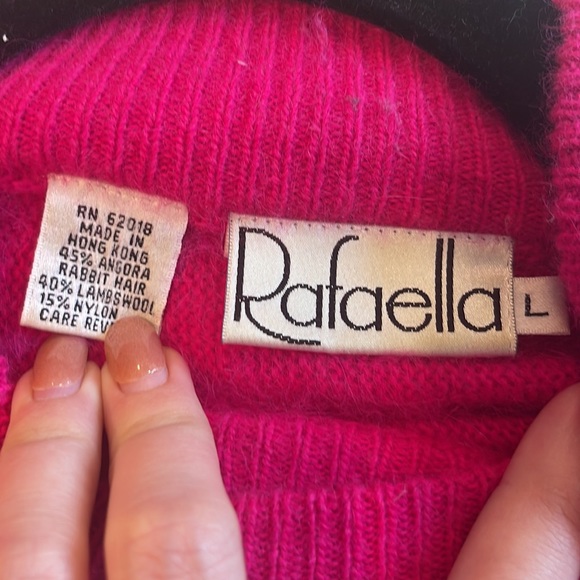 RN 62018
MADE IN
HONG KONG
45% ANGORA
RABBIT HAIR
40% LAMBSWOOL
15% NYLON
CARE REV
Rafaella
L